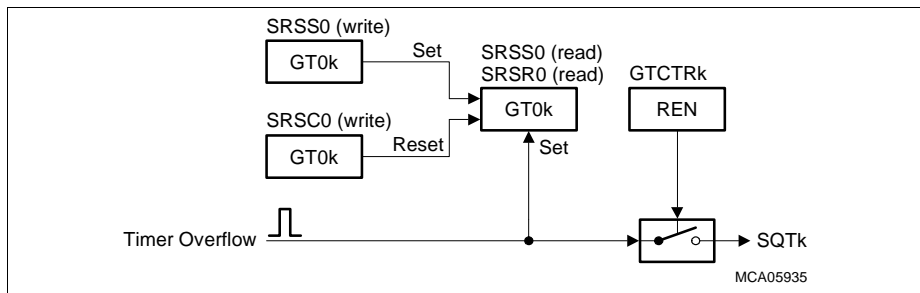 SRSS0 (write)
GT0k
Set
SRSS0 (read)
SRSR0 (read)
GT0k
GTCTRk
REN
SRSC0 (write)
GT0k
Reset
Set
Timer Overflow
SQTk
MCA05935